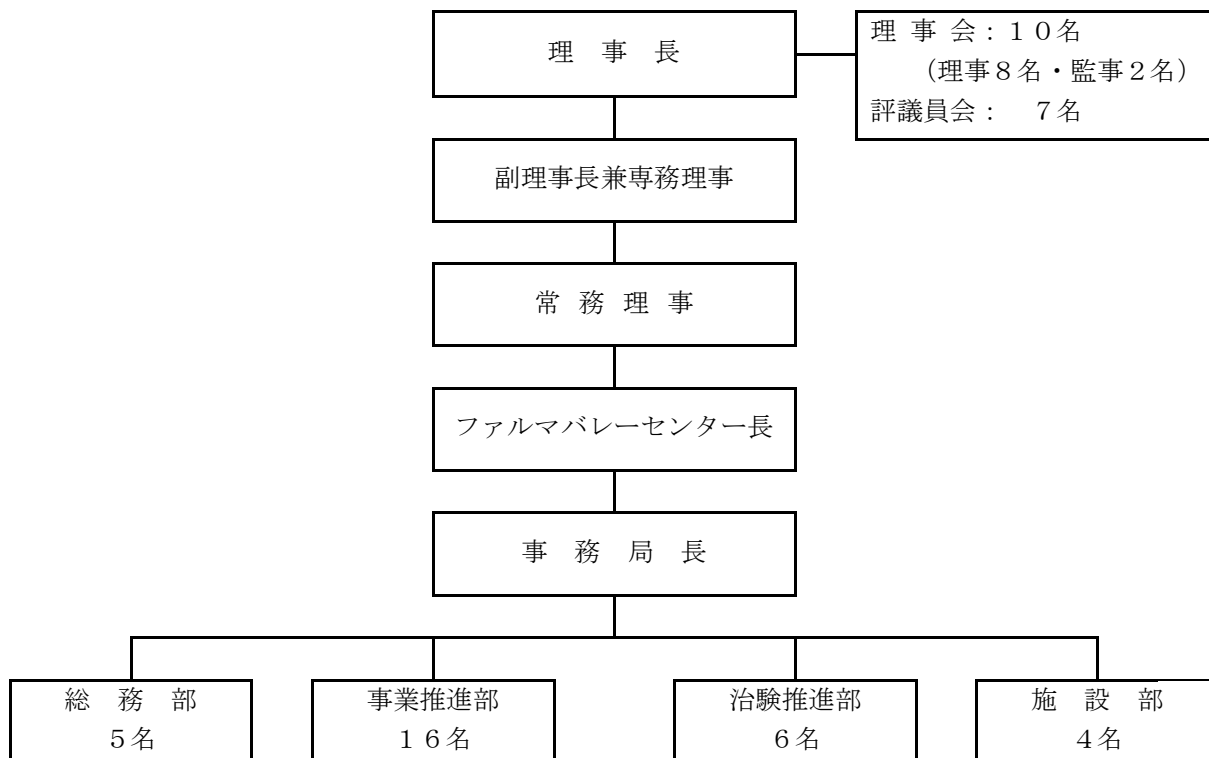 理事長
理事会：１０名
（理事８名・監事２名）
評議員会：　７名
副理事長兼専務理事
常務理事
ファルマバレーセンター長
事務局長
総務部
５名
事業推進部
１６名
治験推進部
６名
施設部
４名